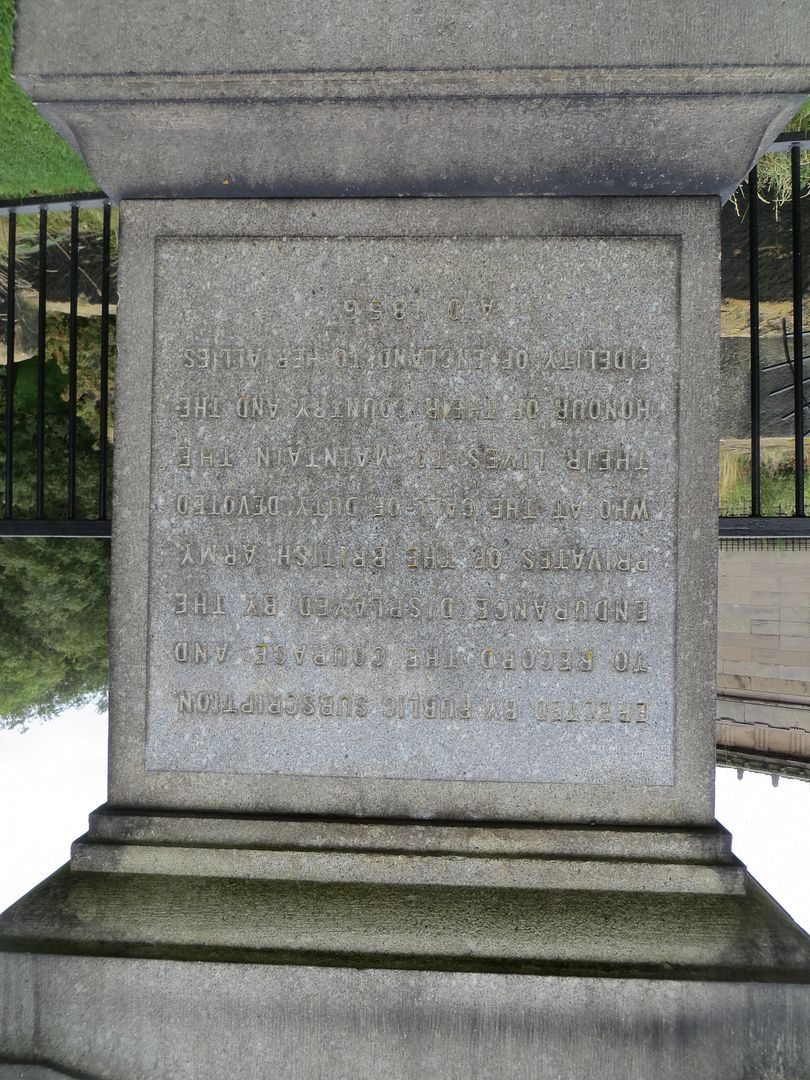 ERECTED BY PUBLIC SUBSCRIPTION
TO RECORD THE COURAGE AND
ENDURANCE DISPLAYED BY THE
PRIVATES OF THE BRITISH ARMY,
WHO AT THE CALL OF DUTY DEVOTED
THEIR LIVES TO MAINTAIN THE
HONOUR OF THEIR COUNTRY AND THE
FIDELITY OF ENGLAND TO HER ALLIES
A.D. 1856